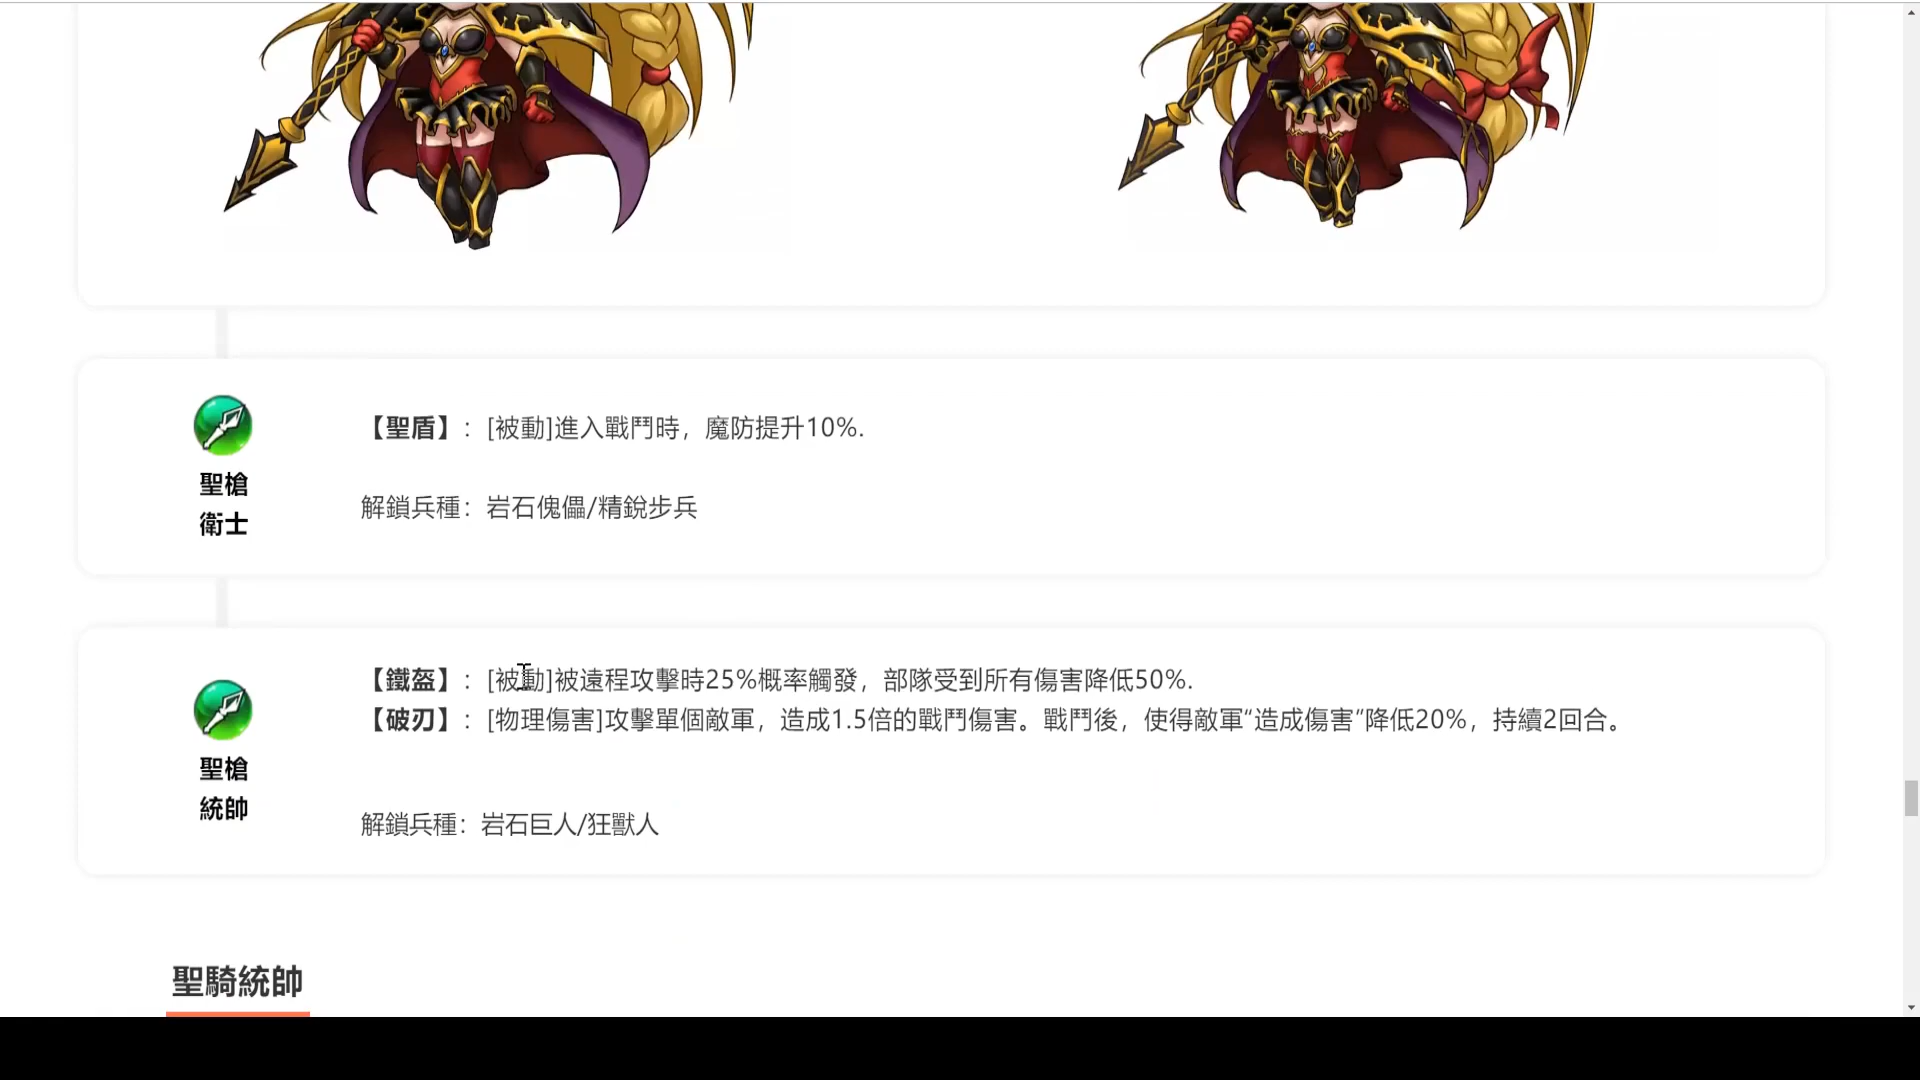 【聖盾】：[被動]進入戰鬥時，魔防提升10%.
聖槍
衛士
解鎖兵種：岩石傀儡/精銳步兵
【鐵盔】：[被動]被遠程攻擊時25%概率觸發，部隊受到所有傷害降低50%.
【破刃】：[物理傷害]攻擊單個敵軍，造成1.5倍的戰鬥傷害。戰鬥後，使得敵軍“造成傷害”降低20%，持續2回合。
聖槍
統帥
解鎖兵種：岩石巨人/狂獸人
聖騎統帥